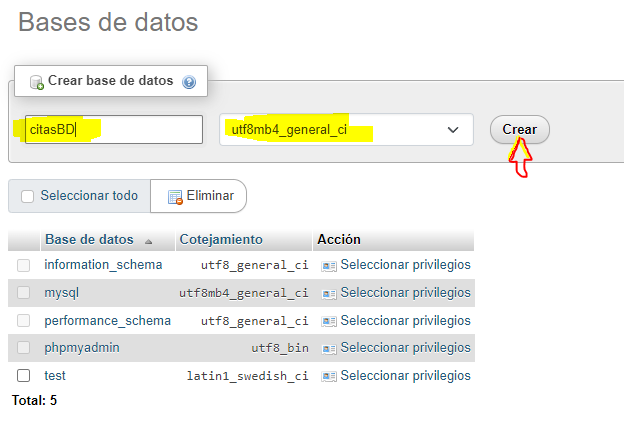 Bases de datos
Crear base de datos
citasBD utf8mb4_general_ci Crear
Seleccionar todo Eliminar
Base de datos Cotejamiento Acción
information_schema utf8_general_ci Seleccionar privilegios
mysql utf8mb4_general_ci Seleccionar privilegios
performance_schema utf8_general_ci Seleccionar privilegios
phpmyadmin utf8_bin Seleccionar privilegios
test latin1_swedish_ci Seleccionar privilegios
Total: 5